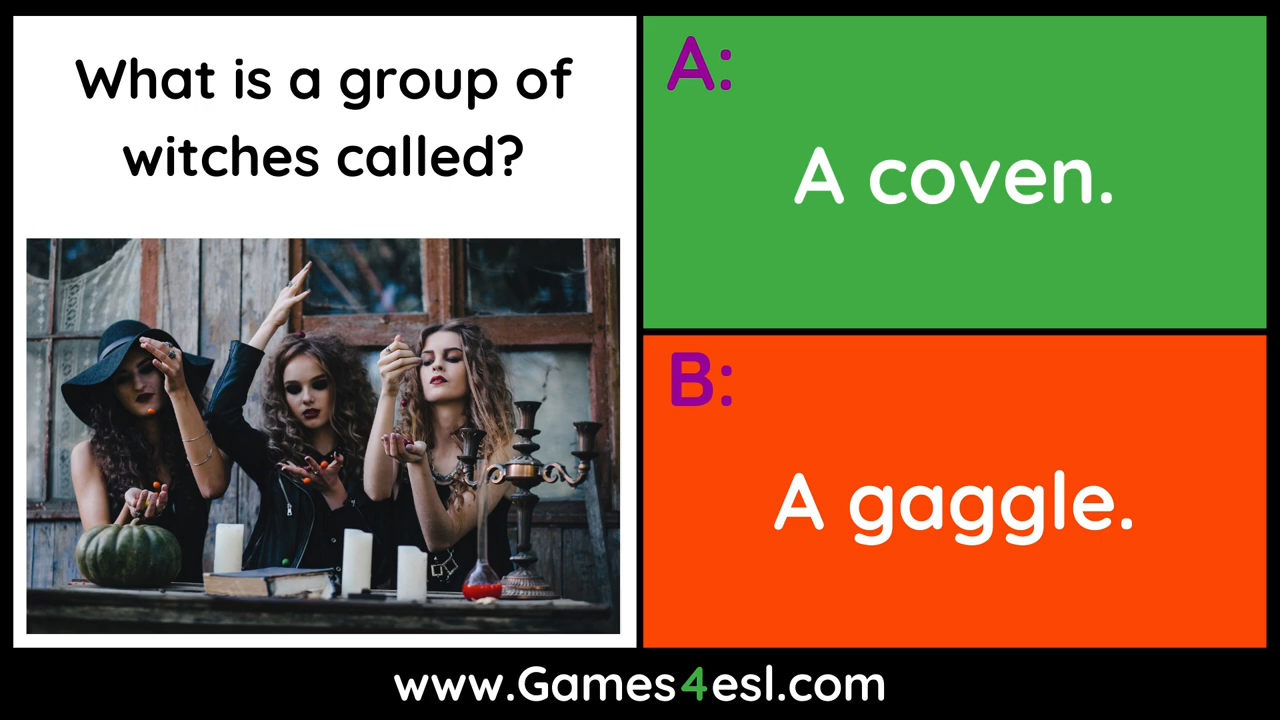 What is a group of
witches called?
A:
A coven.
B:
A gaggle.
www.Games4esl.com